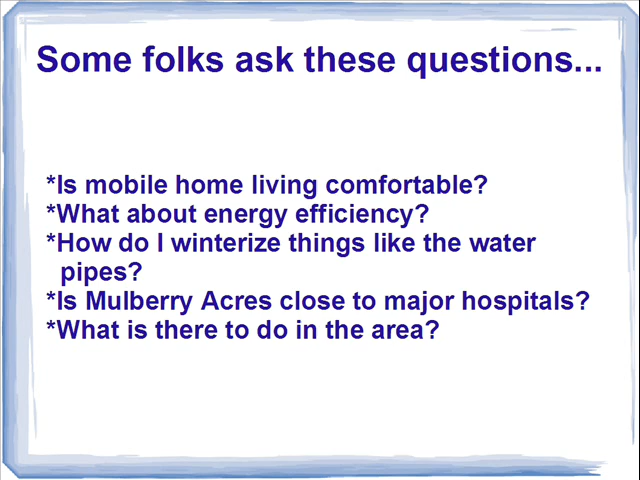 Some folks ask these questions...
*Is mobile home living comfortable?
*What about energy efficiency?
*How do I winterize things like the water
pipes?
*Is Mulberry Acres close to major hospitals?
*What is there to do in the area?